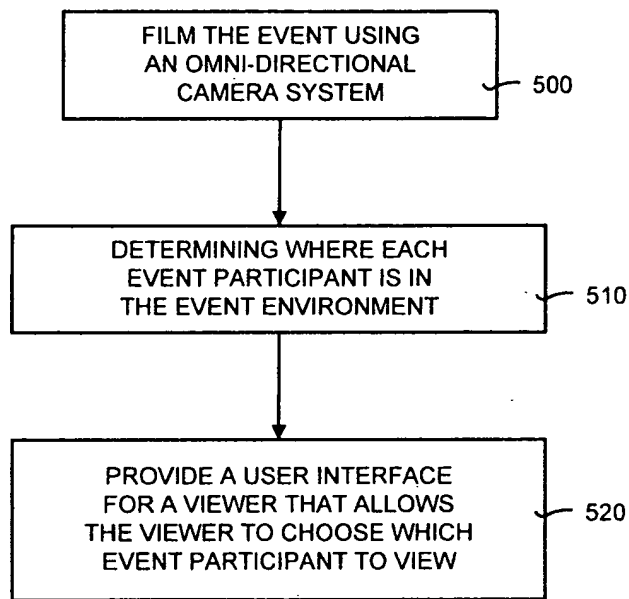 FILM THE EVENT USING
AN OMNI-DIRECTIONAL
CAMERA SYSTEM
500
DETERMINING WHERE EACH
EVENT PARTICIPANT IS IN
THE EVENT ENVIRONMENT
510
PROVIDE A USER INTERFACE
FOR A VIEWER THAT ALLOWS
THE VIEWER TO CHOOSE WHICH
EVENT PARTICIPANT TO VIEW
520